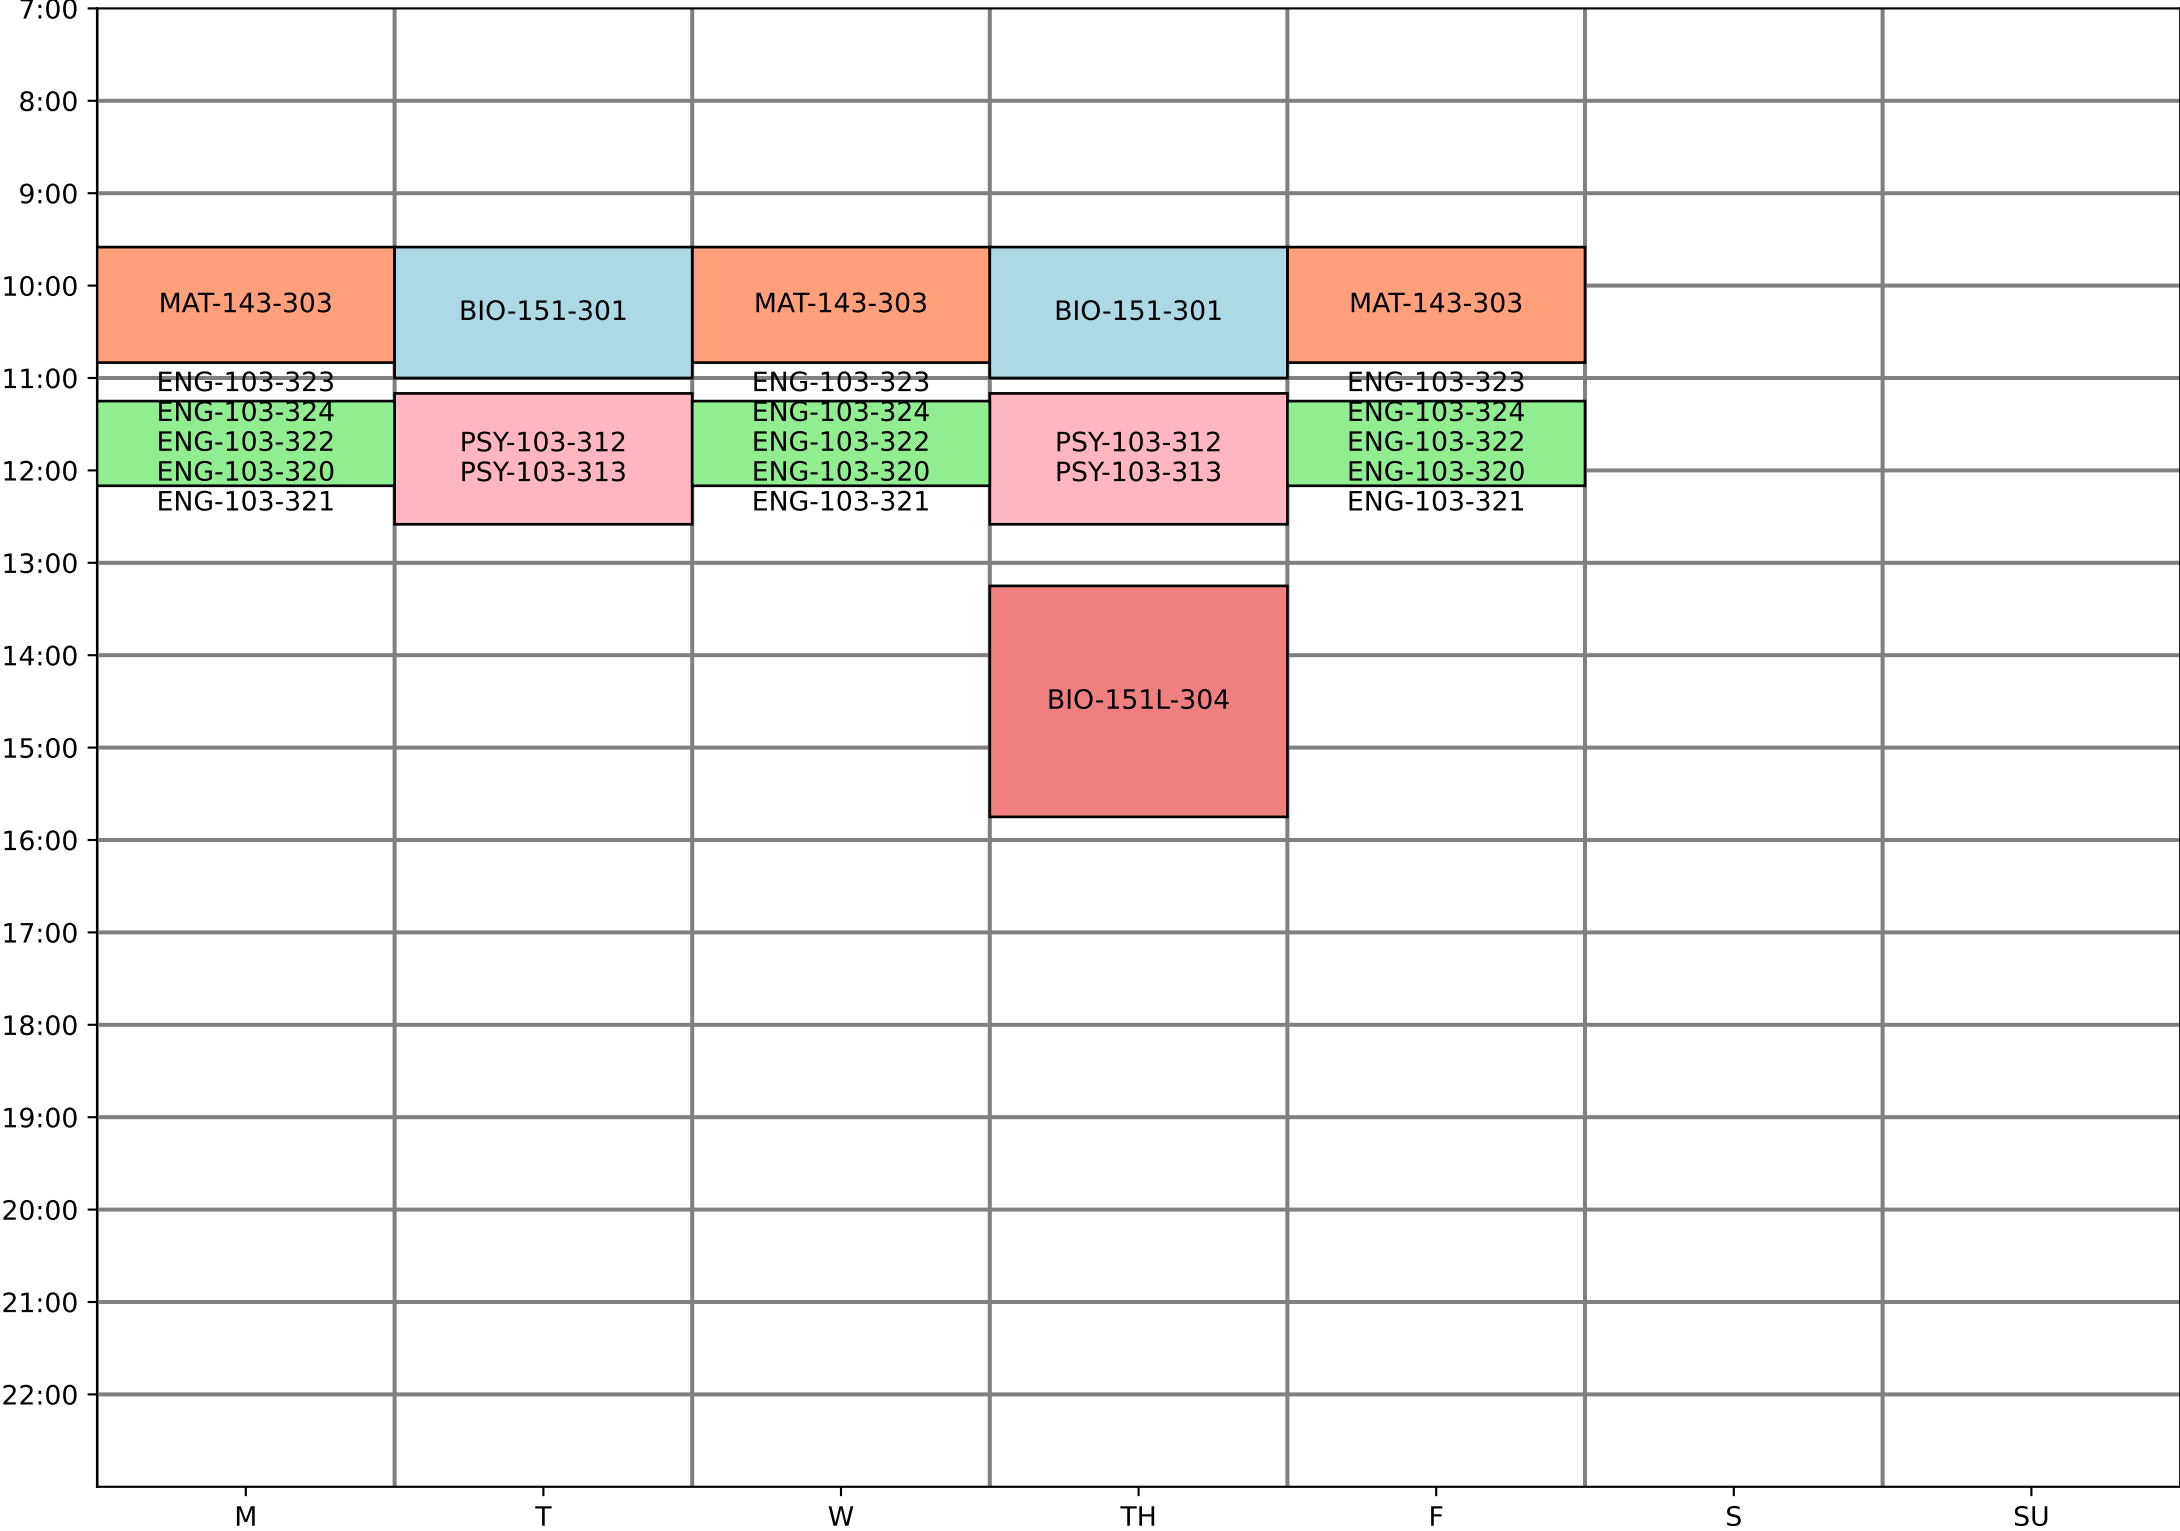 7:00
8:00
9:00
10:00
MAT-143-303 BIO-151-301 MAT-143-303 BIO-151-301 MAT-143-303
11:00
ENG-103-323 ENG-103-323 ENG-103-323
ENG-103-324 ENG-103-324 ENG-103-324
ENG-103-322 PSY-103-312 ENG-103-322 PSY-103-312 ENG-103-322
12:00 ENG-103-320 PSY-103-313 ENG-103-320 PSY-103-313 ENG-103-320
ENG-103-321 ENG-103-321 ENG-103-321
13:00
14:00
BIO-151L-304
15:00
16:00
17:00
18:00
19:00
20:00
21:00
22:00
M T W TH F S SU